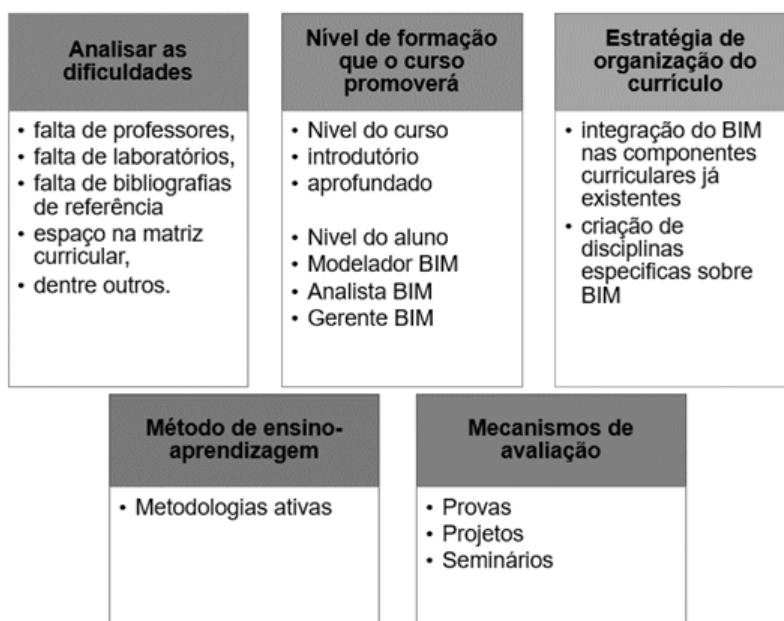 Analisar as
dificuldades
• falta de professores,
• falta de laboratórios,
• falta de bibliografias
de referência
• espaço na matriz
curricular,
• dentre outros.
Nível de formação
que o curso
promoverá
• Nivel do curso
• introdutório
• aprofundado
• Nivel do aluno
• Modelador BIM
• Analista BIM
• Gerente BIM
Estratégia de
organização do
currículo
• integração do BIM
nas componentes
curriculares já
existentes
• criação de
disciplinas
especificas sobre
BIM
Método de ensino-
aprendizagem
• Metodologias ativas
Mecanismos de
avaliação
• Provas
• Projetos
• Seminários